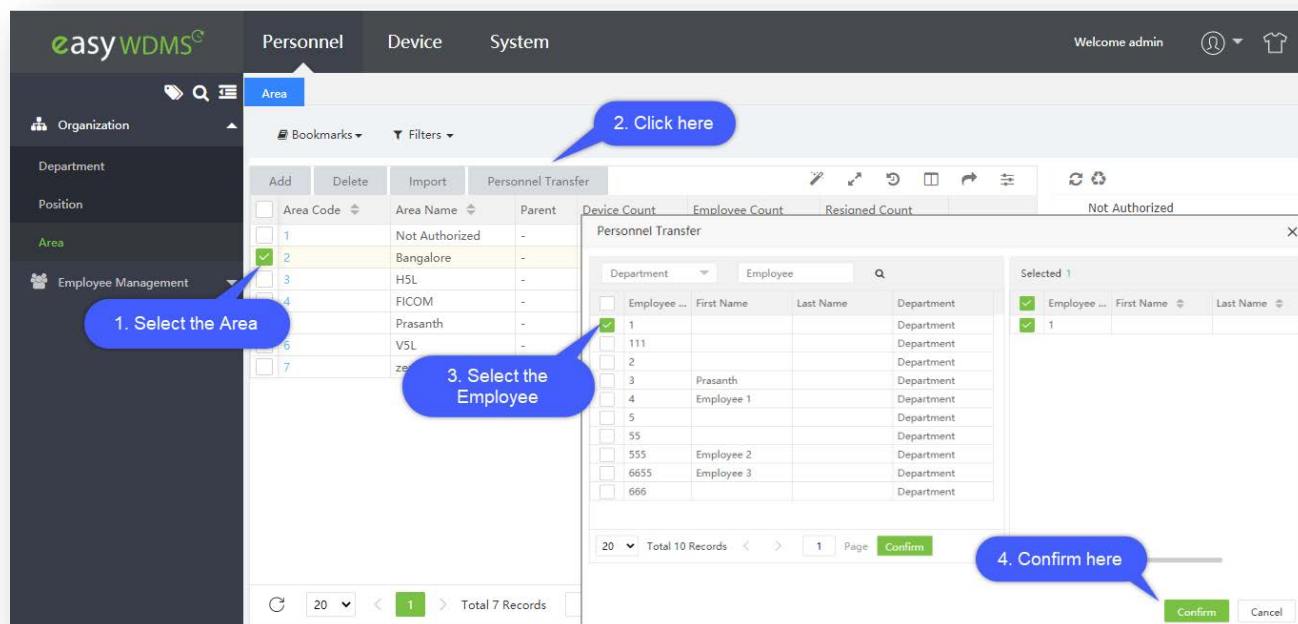 easy WDMS
Personnel Device System
Welcome admin
Area
Organization
Department
Position
Area
Employee Management
Bookmarks Filters
2. Click here
Add Delete Import Personnel Transfer
Area Code Area Name Parent Device Count Employee Count Resigned Count
1 Not Authorized -
2 Bangalore -
3 H5L -
4 FICOM -
Prasanth -
6 V5L -
7
Not Authorized
1. Select the Area
3. Select the
Employee
Personnel Transfer
Department Employee
Employee ... First Name Last Name Department
1 Department
111 Department
2 Department
3 Prasanth Department
4 Employee 1 Department
5 Department
55 Department
555 Employee 2 Department
6655 Employee 3 Department
666 Department
20 Total 10 Records < > 1 Page Confirm
Selected 1
Employee ... First Name Last Name
1
4. Confirm here
Confirm Cancel
20 < 1 > Total 7 Records